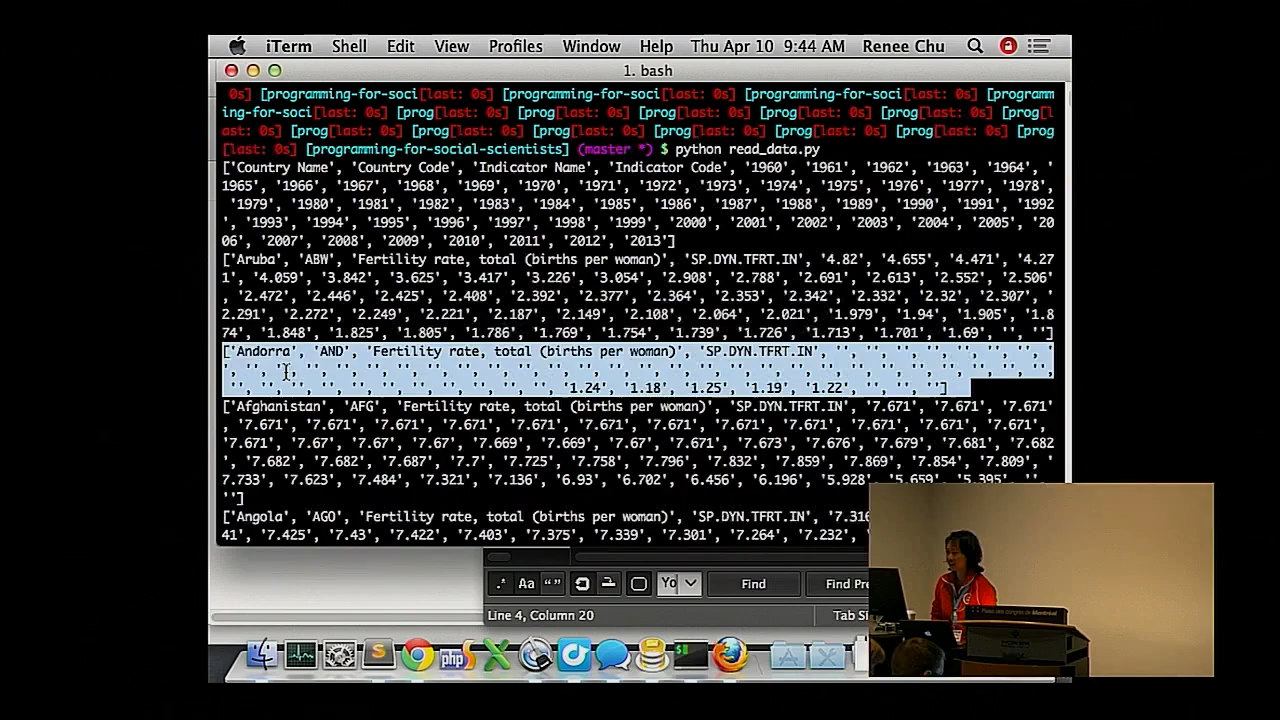 iTerm Shell Edit View Profiles Window Help Thu Apr 10 9:44 AM Renee Chu
1. bash
0s] [programming-for-soci[last: 0s] [programming-for-soci[last: 0s] [programming-for-soci[last: 0s] [programm
ing-for-soci[last: 0s] [prog[last: 0s] [prog[last: 0s] [prog[last: 0s] [prog[last: 0s] [prog[last: 0s] [prog[l
ast: 0s] [prog[last: 0s] [prog[last: 0s] [prog[last: 0s] [prog[last: 0s] [prog[last: 0s] [prog[last: 0s] [prog
[last: 0s] [programming-for-social-scientists] (master *) $ python read_data.py
['Country Name', 'Country Code', 'Indicator Name', 'Indicator Code', '1960', '1961', '1962', '1963', '1964', '
1965', '1966', '1967', '1968', '1969', '1970', '1971', '1972', '1973', '1974', '1975', '1976', '1977', '1978',
'1979', '1980', '1981', '1982', '1983', '1984', '1985', '1986', '1987', '1988', '1989', '1990', '1991', '1992
', '1993', '1994', '1995', '1996', '1997', '1998', '1999', '2000', '2001', '2002', '2003', '2004', '2005', '20
06', '2007', '2008', '2009', '2010', '2011', '2012', '2013']
['Aruba', 'ABW', 'Fertility rate, total (births per woman)', 'SP.DYN.TFRT.IN', '4.82', '4.655', '4.471', '4.27
1', '4.059', '3.842', '3.625', '3.417', '3.226', '3.054', '2.908', '2.788', '2.691', '2.613', '2.552', '2.506'
, '2.472', '2.446', '2.425', '2.408', '2.392', '2.377', '2.364', '2.353', '2.342', '2.332', '2.32', '2.307', '
2.291', '2.272', '2.249', '2.221', '2.187', '2.149', '2.108', '2.064', '2.021', '1.979', '1.94', '1.905', '1.8
74', '1.848', '1.825', '1.805', '1.786', '1.769', '1.754', '1.739', '1.726', '1.713', '1.701', '1.69', '', '']
['Andorra', 'AND', 'Fertility rate, total (births per woman)', 'SP.DYN.TFRT.IN', '', '', '', '', '', '', '', '
', '', '', '', '', '', '', '', '', '', '', '', '', '', '', '', '', '', '', '', '', '', '', '', '', '', '', '',
'', '', '', '', '', '', '', '', '', '', '', '1.24', '1.18', '1.25', '1.19', '1.22', '', '', '']
['Afghanistan', 'AFG', 'Fertility rate, total (births per woman)', 'SP.DYN.TFRT.IN', '7.671', '7.671', '7.671'
, '7.671', '7.671', '7.671', '7.671', '7.671', '7.671', '7.671', '7.671', '7.671', '7.671', '7.671', '7.671',
'7.671', '7.67', '7.67', '7.67', '7.669', '7.669', '7.67', '7.671', '7.673', '7.676', '7.679', '7.681', '7.682
', '7.682', '7.682', '7.687', '7.7', '7.725', '7.758', '7.796', '7.832', '7.859', '7.869', '7.854', '7.809', '
7.733', '7.623', '7.484', '7.321', '7.136', '6.93', '6.702', '6.456', '6.196', '5.928', '5.659', '5.395', '',
'']
['Angola', 'AGO', 'Fertility rate, total (births per woman)', 'SP.DYN.TFRT.IN', '7.316
41', '7.425', '7.43', '7.422', '7.403', '7.375', '7.339', '7.301', '7.264', '7.232',
.* Aa “ ” Yo Find Find Pre
Line 4, Column 20 Tab Si
php
Palais des congrès de Montréal